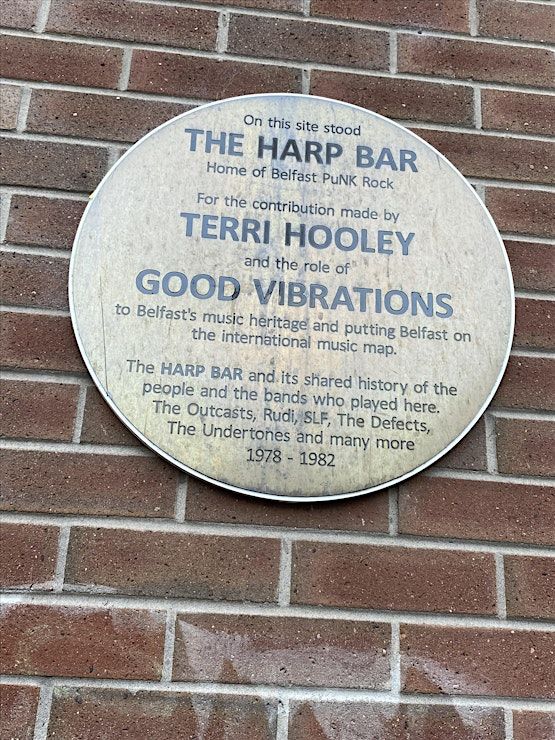 On this site stood
THE HARP BAR
Home of Belfast PuNK Rock
For the contribution made by
TERRI HOOLEY
and the role of
GOOD VIBRATIONS
to Belfast's music heritage and putting Belfast on
the international music map.
The HARP BAR and its shared history of the
people and the bands who played here.
The Outcasts, Rudi, SLF, The Defects,
The Undertones and many more
1978 - 1982